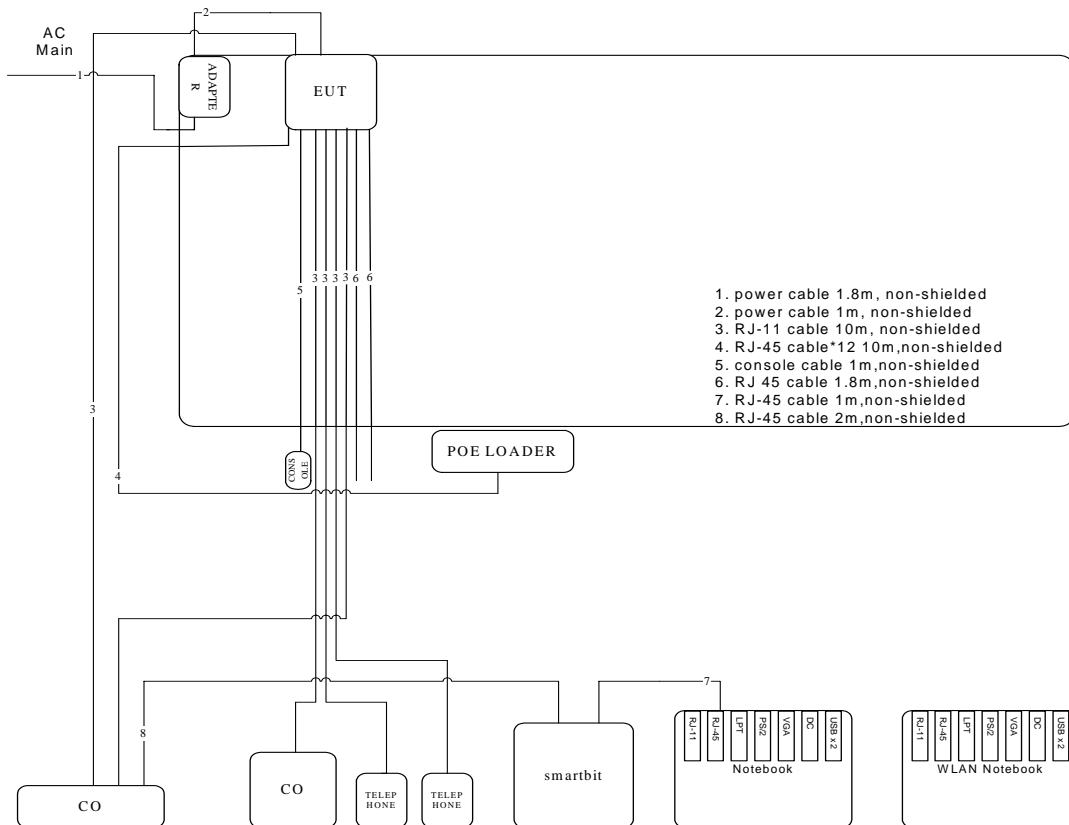 2
AC
Main
1
ADAPTE
R
EUT
3
3
3
3
6
6
5
1. power cable 1.8m, non-shielded
2. power cable 1m, non-shielded
3. RJ-11 cable 10m, non-shielded
4. RJ-45 cable*12 10m,non-shielded
5. console cable 1m,non-shielded
6. RJ 45 cable 1.8m,non-shielded
7. RJ-45 cable 1m,non-shielded
8. RJ-45 cable 2m,non-shielded
3
POE LOADER
CONS
OLE
4
7
8
RJ-11
RJ-45
LPT
PS/2
VGA
DC
USB x 2
Notebook
RJ-11
RJ-45
LPT
PS/2
VGA
DC
USB x 2
WLAN Notebook
smartbit
CO
CO
TELEP
HONE
TELEP
HONE